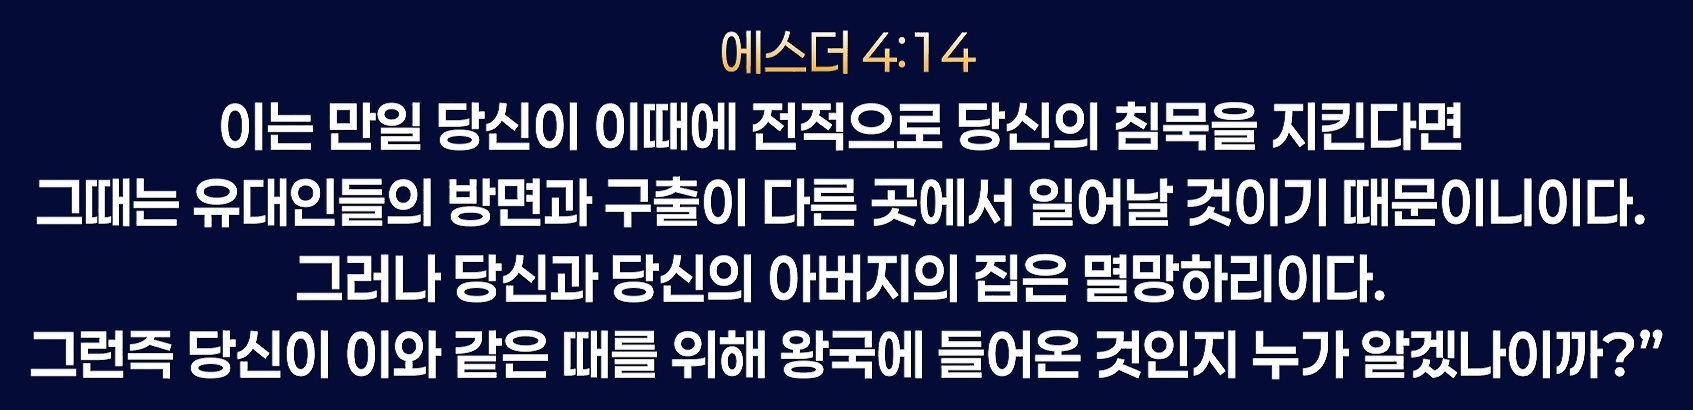 에스더 4:14
이는 만일 당신이 이때에 전적으로 당신의 침묵을 지킨다면
그때는 유대인들의 방면과 구출이 다른 곳에서 일어날 것이기 때문이니이다.
그러나 당신과 당신의 아버지의 집은 멸망하리이다.
그런즉 당신이 이와 같은 때를 위해 왕국에 들어온 것인지 누가 알겠나이까?”